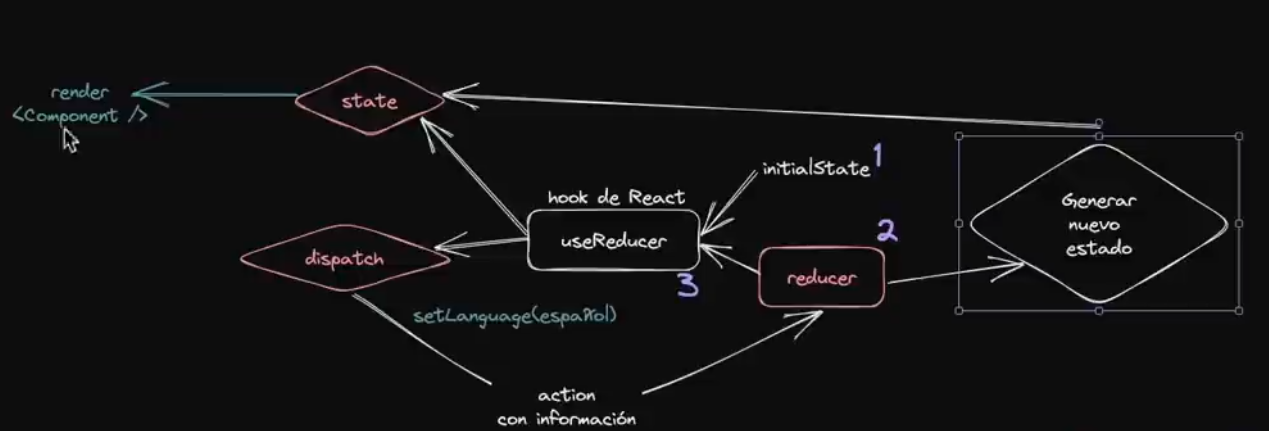 render
<Component />
state
initialState
1
hook de React
useReducer
3
dispatch
reducer
2
Generar
nuevo
estado
setLanguage(español)
action
con información